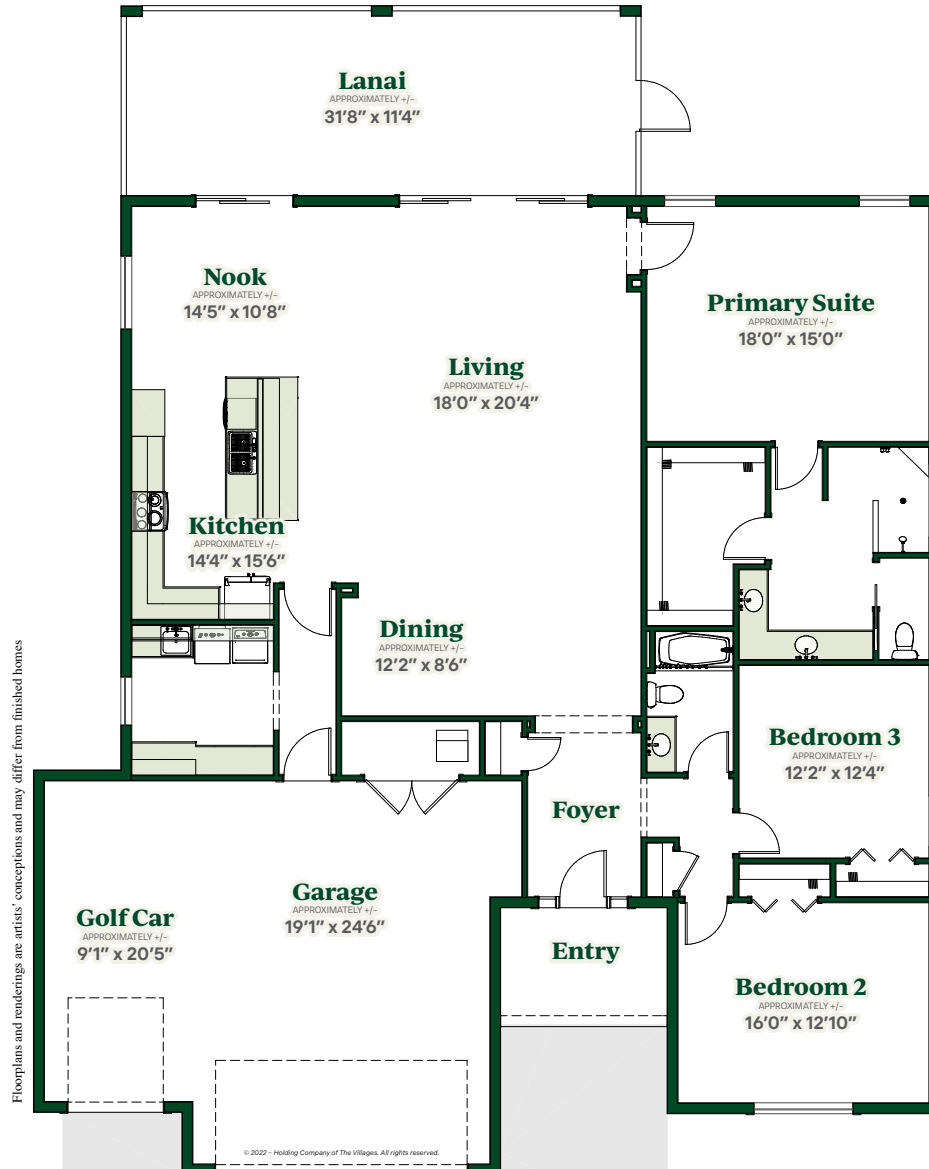 Lanai
APPROXIMATELY +/-
31’8” x 11’4”
Nook
APPROXIMATELY +/-
14’5” x 10’8”
Primary Suite
APPROXIMATELY +/-
18’0” x 15’0”
Living
APPROXIMATELY +/-
18’0” x 20’4”
Kitchen
APPROXIMATELY +/-
14’4” x 15’6”
Dining
APPROXIMATELY +/-
12’2” x 8’6”
Bedroom 3
APPROXIMATELY +/-
12’2” x 12’4”
Foyer
Garage
APPROXIMATELY +/-
19’1” x 24’6”
Golf Car
APPROXIMATELY +/-
9’1” x 20’5”
Entry
Bedroom 2
APPROXIMATELY +/-
16’0” x 12’10”
Floorplans and renderings are artists’ conceptions and may differ from finished homes
© 2022 – Holding Company of The Villages. All rights reserved.